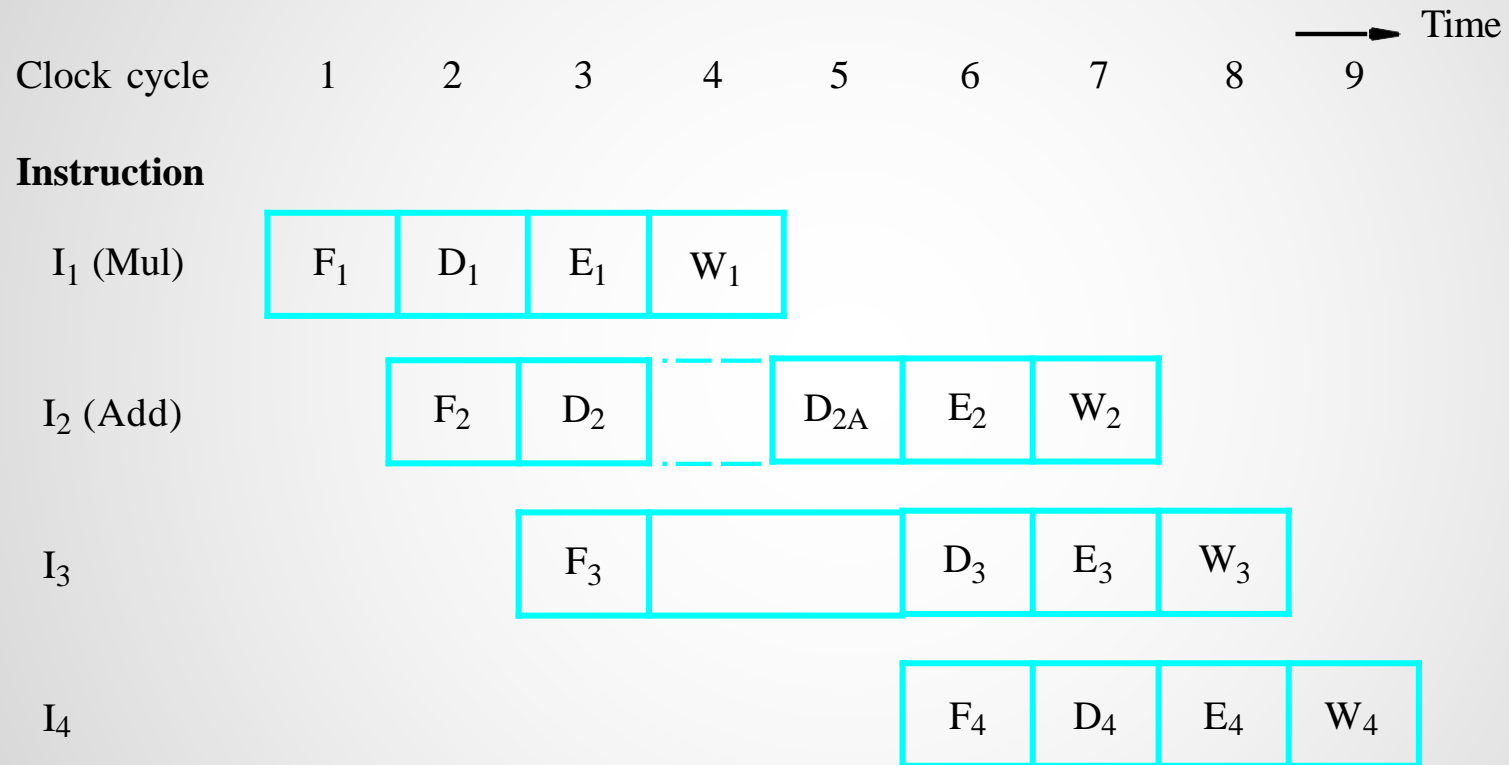 Time
Clock cycle 1 2 3 4 5 6 7 8 9
Instruction
I₁ (Mul) F₁ D₁ E₁ W₁
I₂ (Add) F₂ D₂ D₂A E₂ W₂
I₃ F₃ D₃ E₃ W₃
I₄ F₄ D₄ E₄ W₄